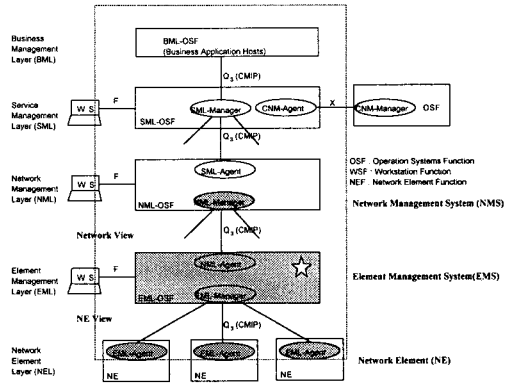 Business
Management
Layer (BML)
BML-OSF
(Business Application Hosts)
Q3 (CMIP)
Service
Management
Layer (SML)
W S
F
SML-Manager
CNM-Agent
X
CNM-Manager
OSF
SML-OSF
Q3 (CMIP)
SML-Agent
OSF : Operation Systems Function
WSF : Workstation Function
NEF : Network Element Function
Network
Management
Layer (NML)
W S
F
NML-Manager
NML-OSF
Network Management System (NMS)
Network View
Q3 (CMIP)
NML-Agent
Element
Management
Layer (EML)
W S
F
Element Management System(EMS)
EML-Manager
EML-OSF
NE View
Q3 (CMIP)
Network
Element
Layer (NEL)
EML-Agent
EML-Agent
EML-Agent
Network Element (NE)
NE
NE
NE